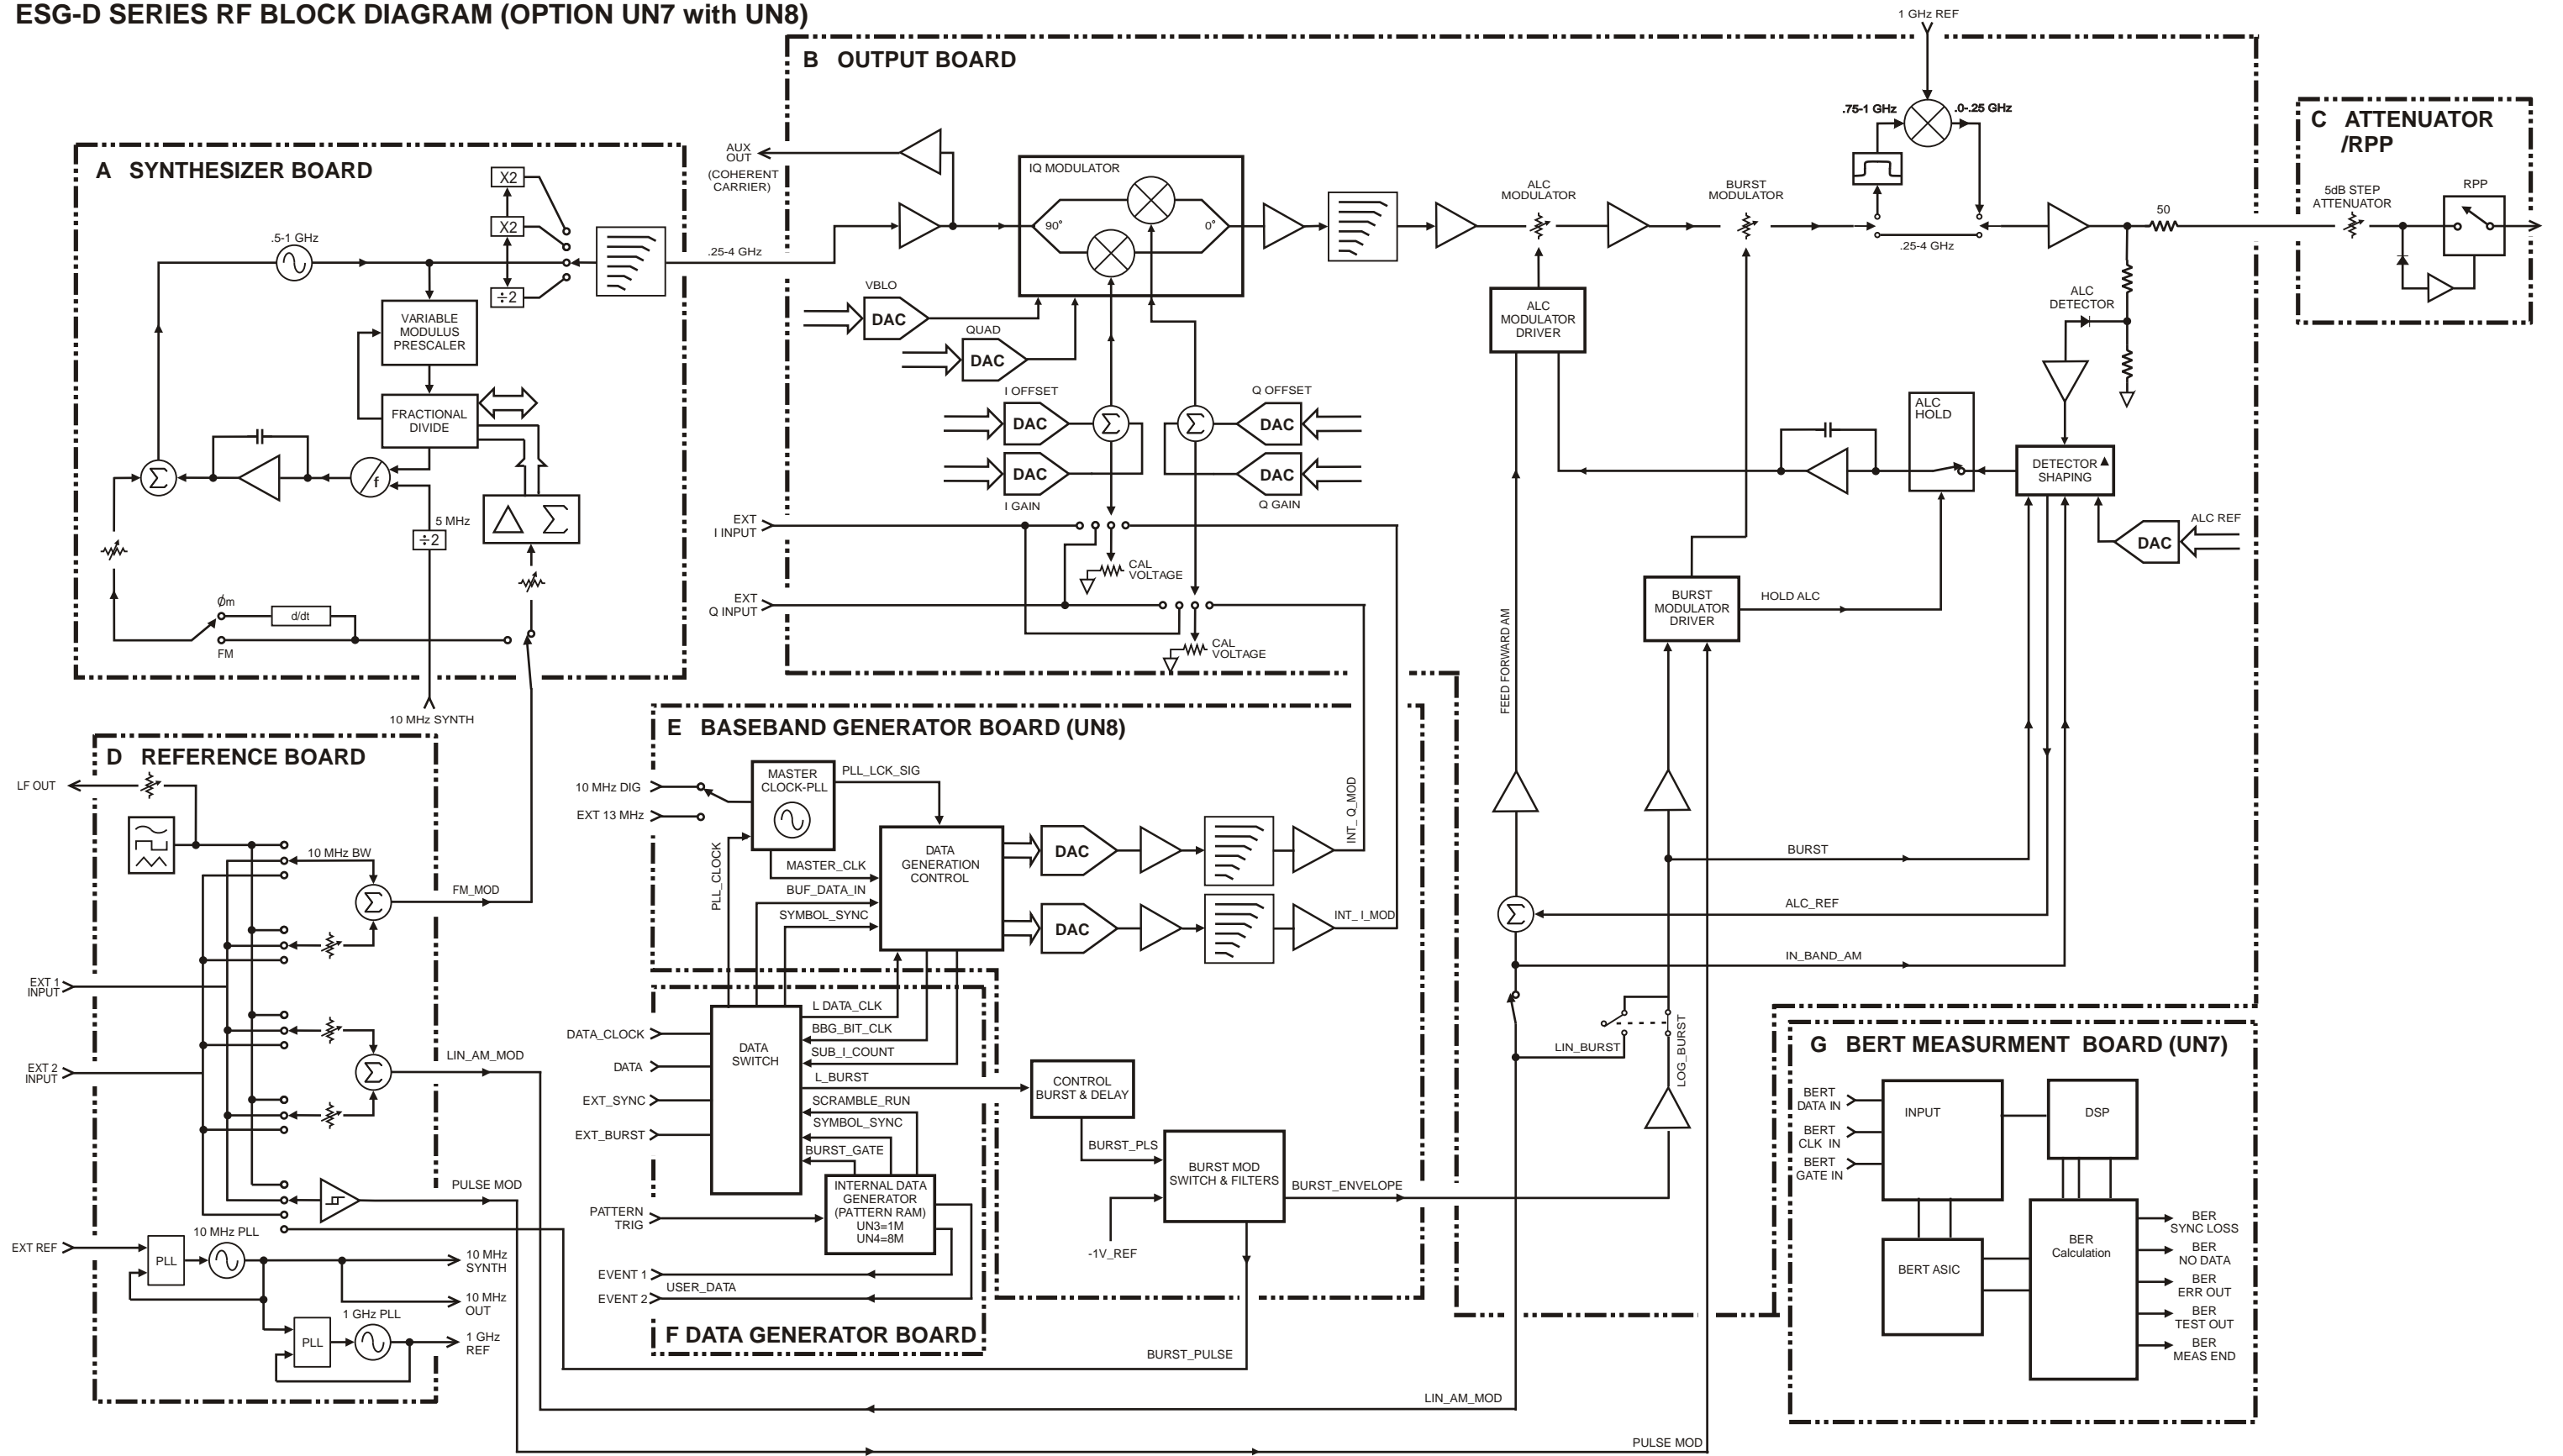 ESG-D SERIES RF BLOCK DIAGRAM (OPTION UN7 with UN8)
1 GHz REF
B OUTPUT BOARD
.75-1 GHz
.0-.25 GHz
C ATTENUATOR
/RPP
A SYNTHESIZER BOARD
AUX
OUT
(COHERENT
CARRIER)
X2
X2
÷2
.5-1 GHz
.25-4 GHz
IQ MODULATOR
90°
0°
ALC
MODULATOR
BURST
MODULATOR
.25-4 GHz
50
5dB STEP
ATTENUATOR
RPP
VARIABLE
MODULUS
PRESCALER
FRACTIONAL
DIVIDE
VBLO
DAC
QUAD
DAC
I OFFSET
DAC
DAC
I GAIN
Σ
Σ
Q OFFSET
DAC
DAC
Q GAIN
ALC
MODULATOR
DRIVER
ALC
DETECTOR
ALC
HOLD
DETECTOR
SHAPING
ALC REF
DAC
Σ
/f
Σ
5 MHz
÷2
ϕm
d/dt
FM
10 MHz SYNTH
EXT
I INPUT
EXT
Q INPUT
CAL
VOLTAGE
CAL
VOLTAGE
BURST
MODULATOR
DRIVER
HOLD ALC
FEED FORWARD AM
D REFERENCE BOARD
LF OUT
10 MHz BW
Σ
FM_MOD
EXT 1
INPUT
EXT 2
INPUT
Σ
LIN_AM_MOD
PULSE MOD
EXT REF
10 MHz PLL
PLL
10 MHz
SYNTH
10 MHz
OUT
1 GHz PLL
PLL
1 GHz
REF
E BASEBAND GENERATOR BOARD (UN8)
10 MHz DIG
EXT 13 MHz
MASTER
CLOCK-PLL
PLL_LCK_SIG
PLL_CLOCK
MASTER_CLK
BUF_DATA_IN
SYMBOL_SYNC
DATA
GENERATION
CONTROL
DAC
DAC
INT_ Q_MOD
INT_ I_MOD
DATA_CLOCK
DATA
EXT_SYNC
EXT_BURST
DATA
SWITCH
L DATA_CLK
BBG_BIT_CLK
SUB_I_COUNT
L_BURST
SCRAMBLE_RUN
SYMBOL_SYNC
BURST_GATE
INTERNAL DATA
GENERATOR
(PATTERN RAM)
UN3=1M
UN4=8M
PATTERN
TRIG
EVENT 1
USER_DATA
EVENT 2
F DATA GENERATOR BOARD
CONTROL
BURST & DELAY
BURST_PLS
BURST MOD
SWITCH & FILTERS
BURST_ENVELOPE
-1V_REF
BURST_PULSE
BURST
Σ
ALC_REF
IN_BAND_AM
LIN_BURST
LOG_BURST
LIN_AM_MOD
PULSE MOD
G BERT MEASURMENT BOARD (UN7)
BERT
DATA IN
BERT
CLK IN
BERT
GATE IN
INPUT
DSP
BERT ASIC
BER
Calculation
BER
SYNC LOSS
BER
NO DATA
BER
ERR OUT
BER
TEST OUT
BER
MEAS END